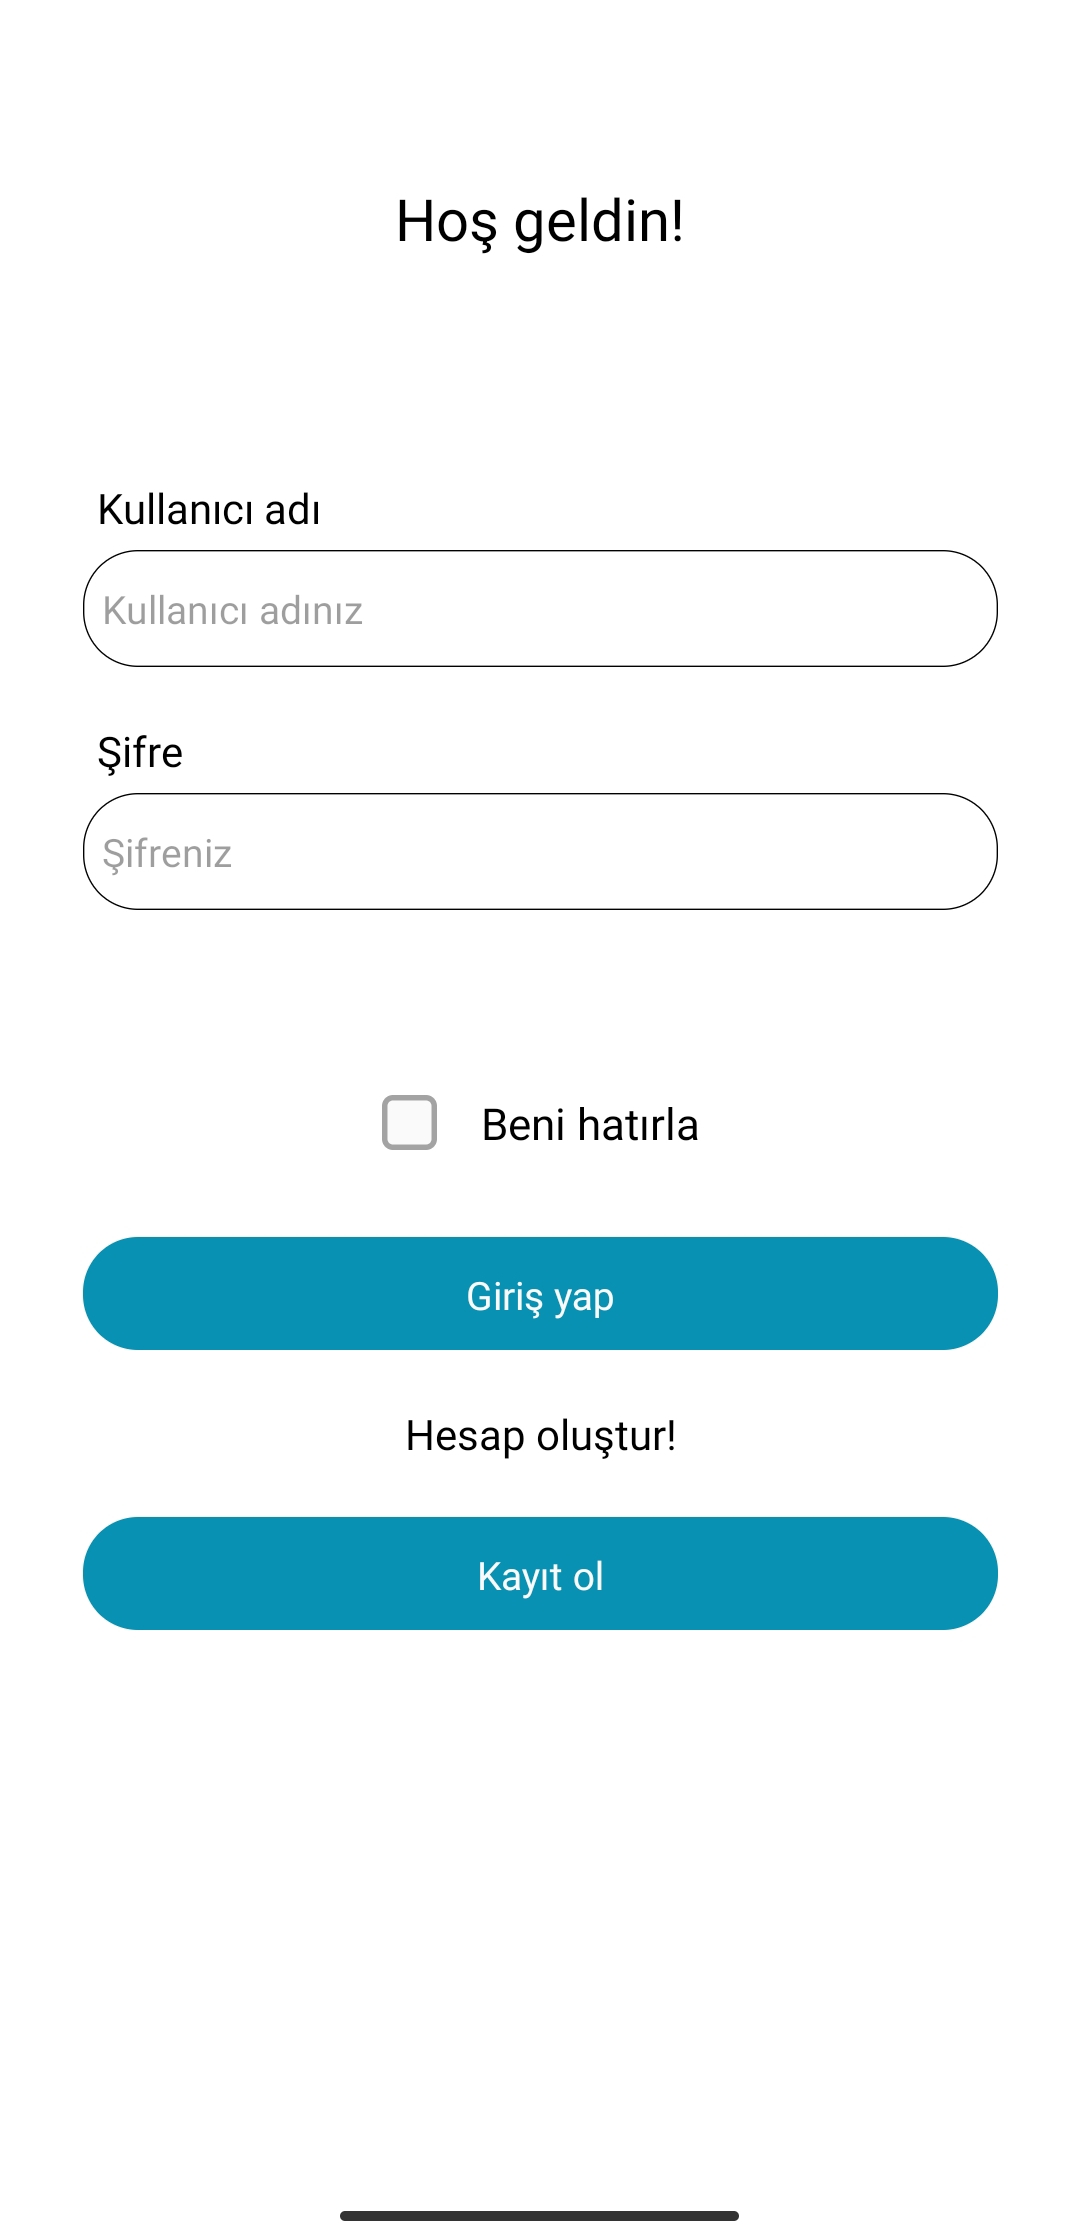 Hoş geldin!
Kullanıcı adı
Kullanıcı adınız
Şifre
Şifreniz
Beni hatırla
Giriş yap
Hesap oluştur!
Kayıt ol